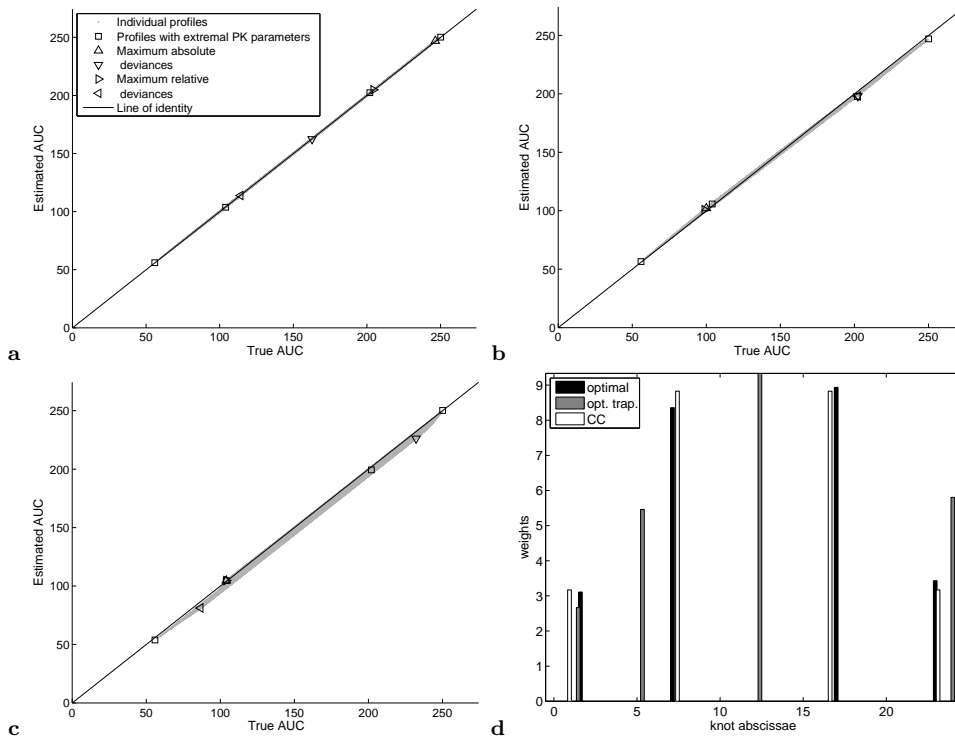 250
200
150
100
50
0
Estimated AUC
Individual profiles
Profiles with extremal PK parameters
Maximum absolute
deviances
Maximum relative
deviances
Line of identity
0 50 100 150 200 250
True AUC
a
250
200
150
100
50
0
Estimated AUC
0 50 100 150 200 250
True AUC
b
250
200
150
100
50
0
Estimated AUC
0 50 100 150 200 250
True AUC
c
9
8
7
6
5
4
3
2
1
0
weights
optimal
opt. trap.
CC
0 5 10 15 20
knot abscissae
d